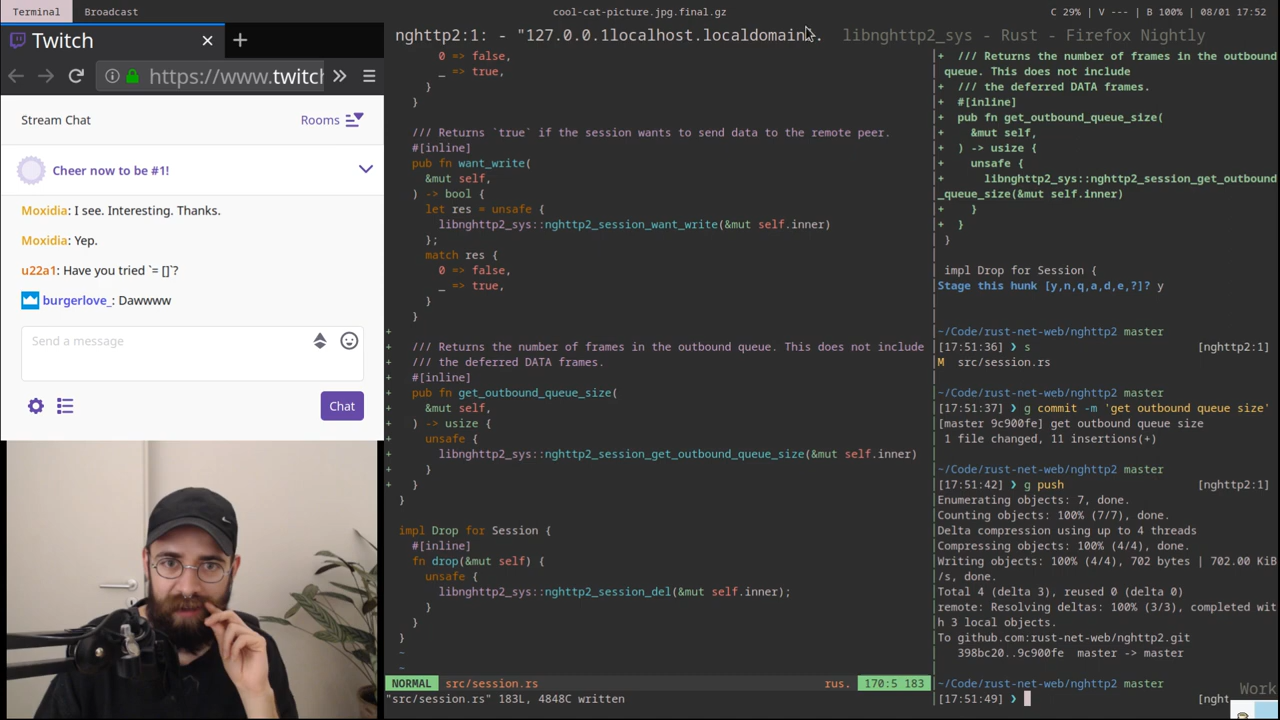 Terminal
Broadcast
cool-cat-picture.jpg.final.gz
C 29% | V --- | B 100% | 08/01 17:52
Twitch
https://www.twitch
Stream Chat
Rooms
Cheer now to be #1!
Moxidia: I see. Interesting. Thanks.
Moxidia: Yep.
u22a1: Have you tried `= []`?
burgerlove_: Dawwww
Send a message
Chat
nghttp2:1: - "127.0.0.1localhost.localdomain".
libnghttp2_sys - Rust - Firefox Nightly
0 => false,
_ => true,
}
}
/// Returns `true` if the session wants to send data to the remote peer.
#[inline]
pub fn want_write(
&mut self,
) -> bool {
let res = unsafe {
libnghttp2_sys::nghttp2_session_want_write(&mut self.inner)
};
match res {
0 => false,
_ => true,
}
}
+
+ /// Returns the number of frames in the outbound queue. This does not include
+ /// the deferred DATA frames.
+ #[inline]
+ pub fn get_outbound_queue_size(
+ &mut self,
+ ) -> usize {
+ unsafe {
+ libnghttp2_sys::nghttp2_session_get_outbound_queue_size(&mut self.inner)
+ }
+ }
}
impl Drop for Session {
#[inline]
fn drop(&mut self) {
unsafe {
libnghttp2_sys::nghttp2_session_del(&mut self.inner);
}
}
}
~
~
NORMAL src/session.rs rus. 170:5 183
"src/session.rs" 183L, 4848C written
+ /// Returns the number of frames in the outbound
queue. This does not include
+ /// the deferred DATA frames.
+ #[inline]
+ pub fn get_outbound_queue_size(
+ &mut self,
+ ) -> usize {
+ unsafe {
+ libnghttp2_sys::nghttp2_session_get_outbound
_queue_size(&mut self.inner)
+ }
+ }
}
impl Drop for Session {
Stage this hunk [y,n,q,a,d,e,?]? y
~/Code/rust-net-web/nghttp2 master
[17:51:36] ❯ s [nghttp2:1]
M src/session.rs
~/Code/rust-net-web/nghttp2 master
[17:51:37] ❯ g commit -m 'get outbound queue size'
[master 9c900fe] get outbound queue size
1 file changed, 11 insertions(+)
~/Code/rust-net-web/nghttp2 master
[17:51:42] ❯ g push [nghttp2:1]
Enumerating objects: 7, done.
Counting objects: 100% (7/7), done.
Delta compression using up to 4 threads
Compressing objects: 100% (4/4), done.
Writing objects: 100% (4/4), 702 bytes | 702.00 KiB
/s, done.
Total 4 (delta 3), reused 0 (delta 0)
remote: Resolving deltas: 100% (3/3), completed wit
h 3 local objects.
To github.com:rust-net-web/nghttp2.git
398bc20..9c900fe master -> master
~/Code/rust-net-web/nghttp2 master
[17:51:49] ❯ [nght
Work